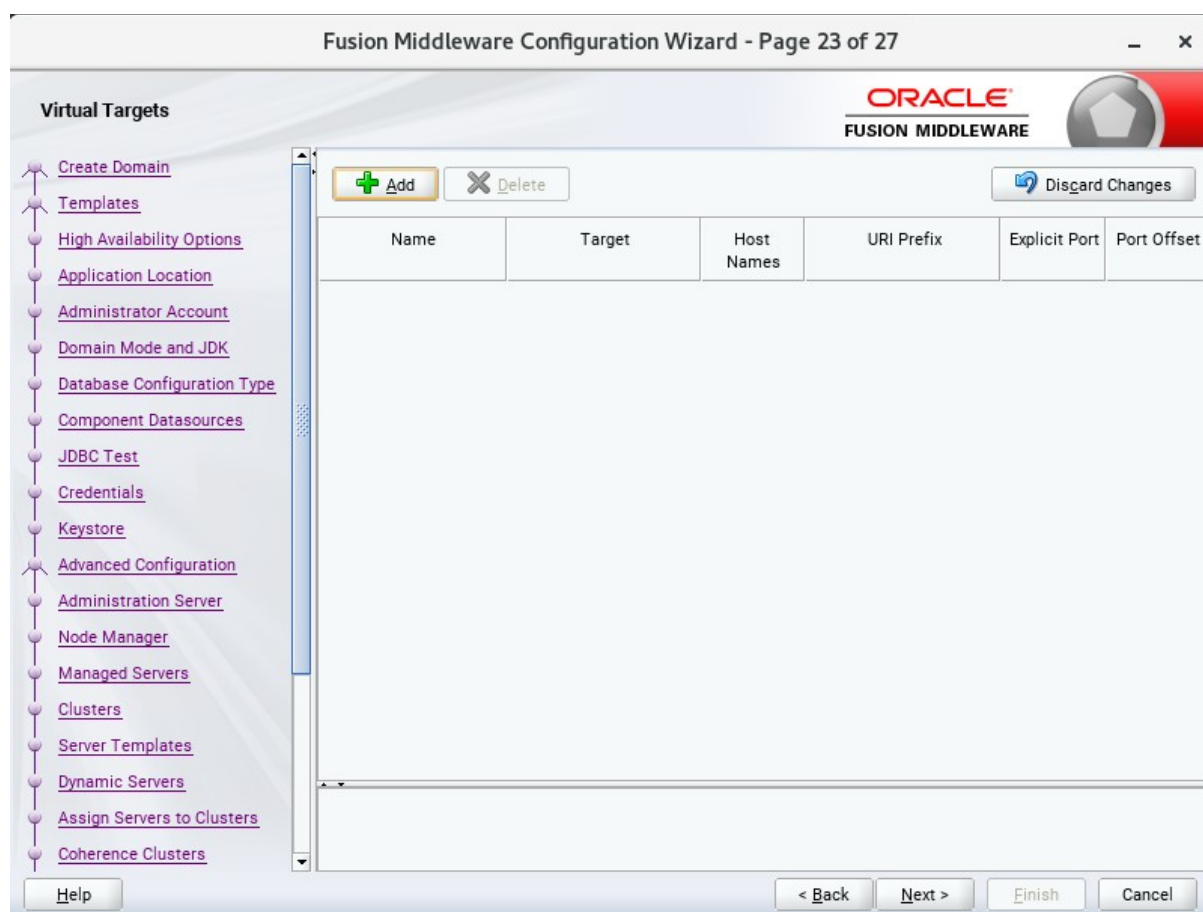 Fusion Middleware Configuration Wizard - Page 23 of 27
Virtual Targets
ORACLE
FUSION MIDDLEWARE
Create Domain
Templates
High Availability Options
Application Location
Administrator Account
Domain Mode and JDK
Database Configuration Type
Component Datasources
JDBC Test
Credentials
Keystore
Advanced Configuration
Administration Server
Node Manager
Managed Servers
Clusters
Server Templates
Dynamic Servers
Assign Servers to Clusters
Coherence Clusters
Add Delete Discard Changes
Name Target Host Names URI Prefix Explicit Port Port Offset
Help < Back Next > Finish Cancel